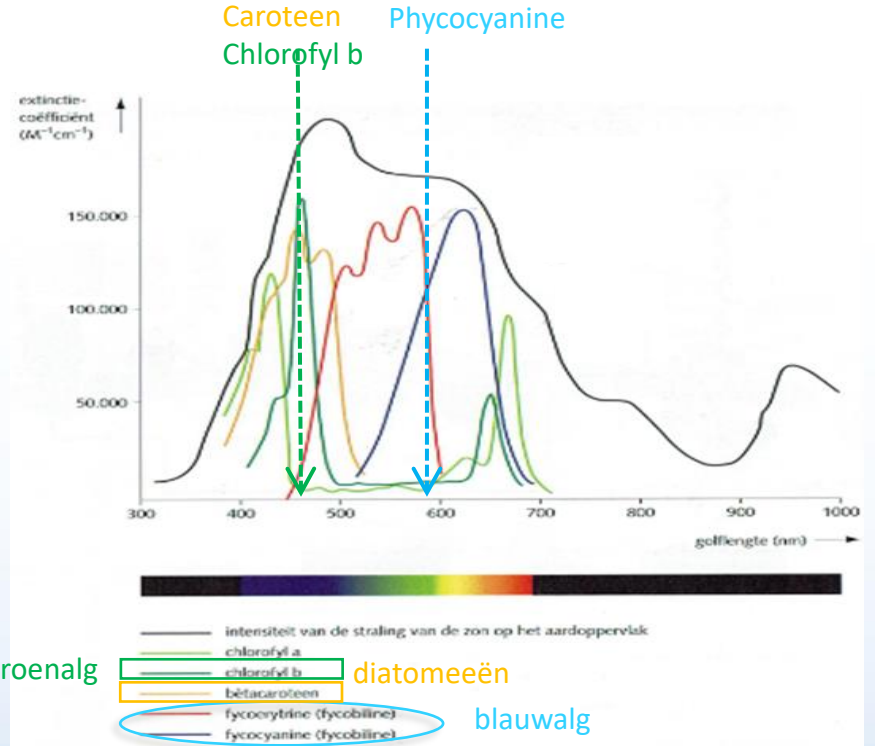 Caroteen
Phycocyanine
Chlorofyl b
extinctie-
coëfficiënt
(M⁻¹cm⁻¹)
150.000
100.000
50.000
300 400 500 600 700 800 900 1000
golflengte (nm)
intensiteit van de straling van de zon op het aardoppervlak
chlorofyl a
roenalg
chlorofyl b
diatomeeën
bètacaroteen
fycoerytrine (fycobiline)
blauwalg
fycocyanine (fycobiline)